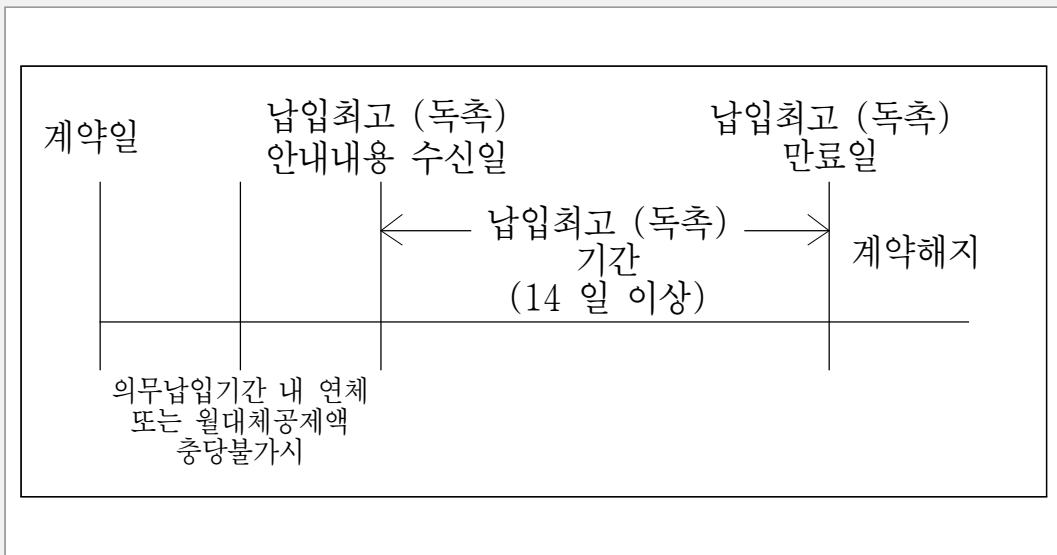 계약일
납입최고 (독촉)
안내내용 수신일
납입최고 (독촉)
만료일
납입최고 (독촉)
기간
(14 일 이상)
계약해지
의무납입기간 내 연체
또는 월대체공제액
충당불가시